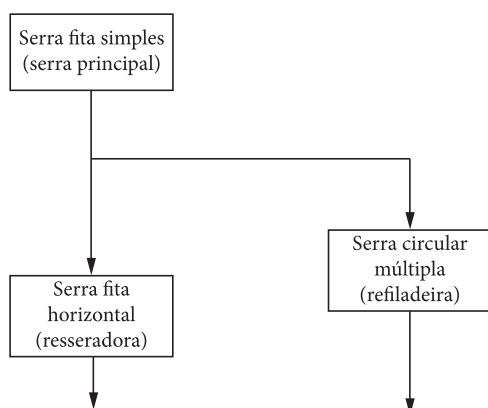 Serra fita simples
(serra principal)
Serra circular
múltipla
(refiladeira)
Serra fita
horizontal
(resseradora)